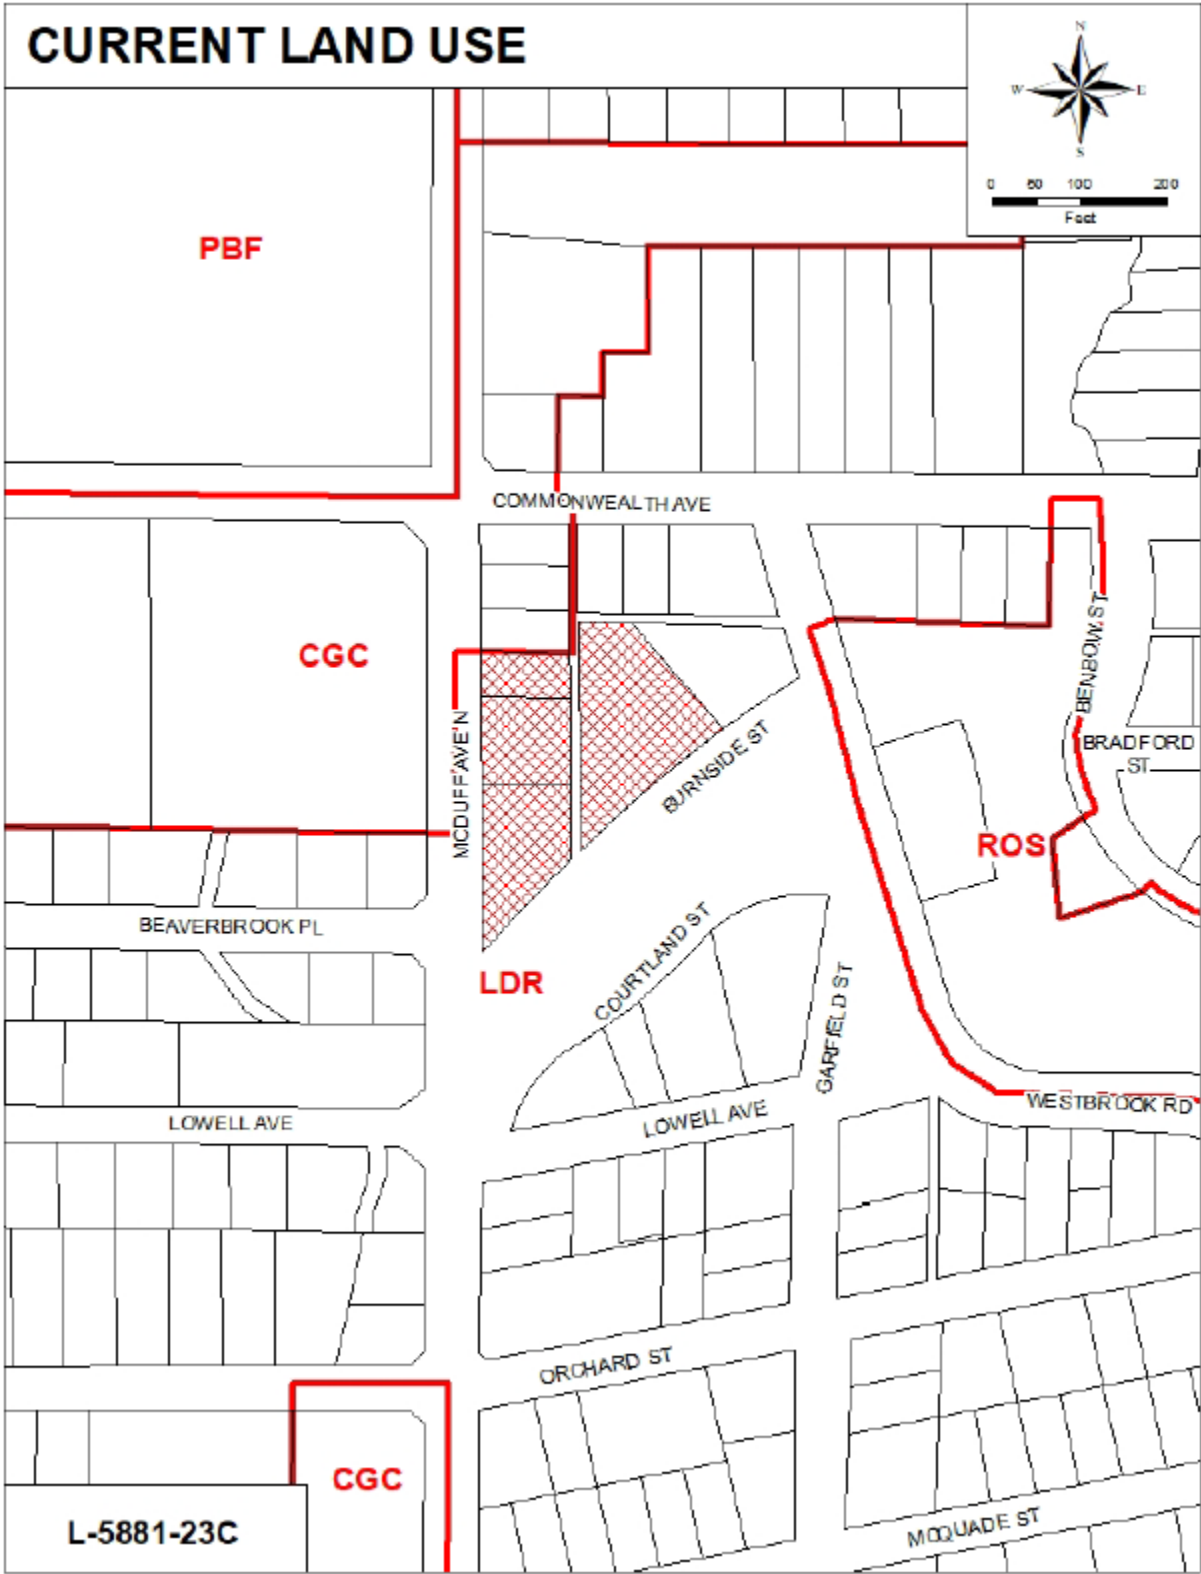 CURRENT LAND USE
N
W E
S
0 50 100 200
Feet
PBF
COMMONWEALTH AVE
CGC
MCDUFF AVE N
BURNSIDE ST
BENBOW ST
BRADFORD
ST
ROS
BEAVERBROOK PL
LDR
COURTLAND ST
GARFIELD ST
LOWELL AVE
LOWELL AVE
WESTBROOK RD
ORCHARD ST
CGC
L-5881-23C
MCQUADE ST